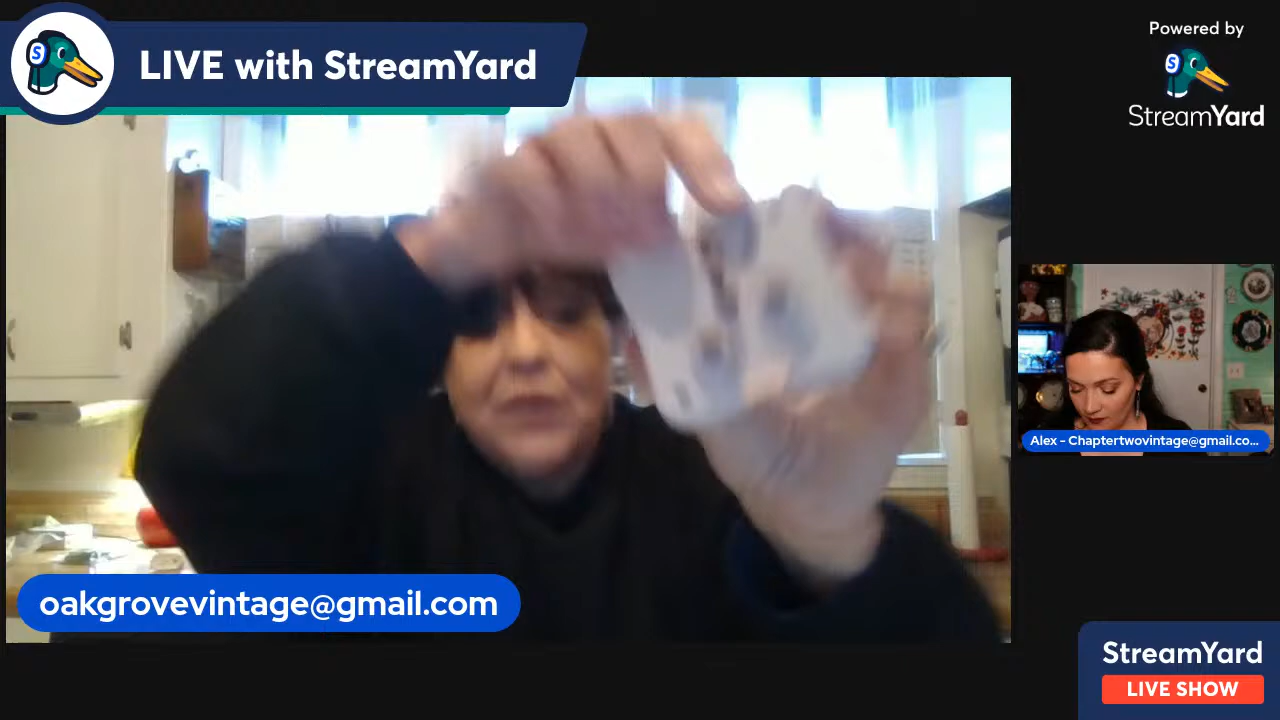 LIVE with StreamYard
Powered by
StreamYard
Alex - Chaptertwovintage@gmail.co...
oakgrovevintage@gmail.com
StreamYard
LIVE SHOW